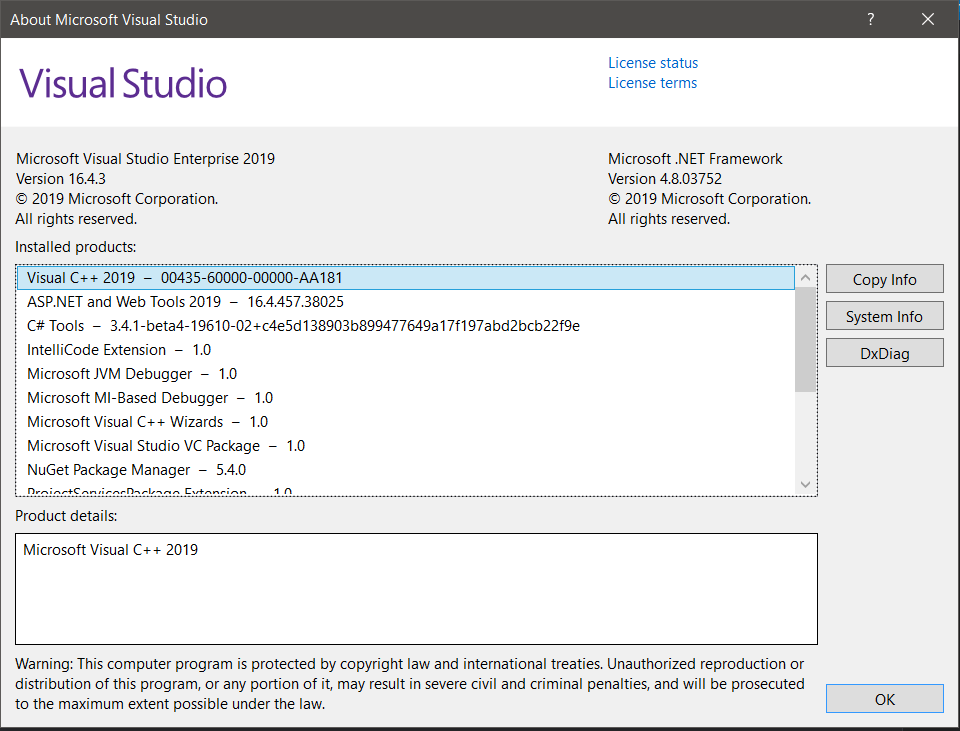 About Microsoft Visual Studio
?
Visual Studio
License status
License terms
Microsoft Visual Studio Enterprise 2019
Version 16.4.3
© 2019 Microsoft Corporation.
All rights reserved.
Microsoft .NET Framework
Version 4.8.03752
© 2019 Microsoft Corporation.
All rights reserved.
Installed products:
Visual C++ 2019 – 00435-60000-00000-AA181
ASP.NET and Web Tools 2019 – 16.4.457.38025
C# Tools – 3.4.1-beta4-19610-02+c4e5d138903b899477649a17f197abd2bcb22f9e
IntelliCode Extension – 1.0
Microsoft JVM Debugger – 1.0
Microsoft MI-Based Debugger – 1.0
Microsoft Visual C++ Wizards – 1.0
Microsoft Visual Studio VC Package – 1.0
NuGet Package Manager – 5.4.0
ProjectServicesPackage Extension – 1.0
Copy Info
System Info
DxDiag
Product details:
Microsoft Visual C++ 2019
Warning: This computer program is protected by copyright law and international treaties. Unauthorized reproduction or
distribution of this program, or any portion of it, may result in severe civil and criminal penalties, and will be prosecuted
to the maximum extent possible under the law.
OK